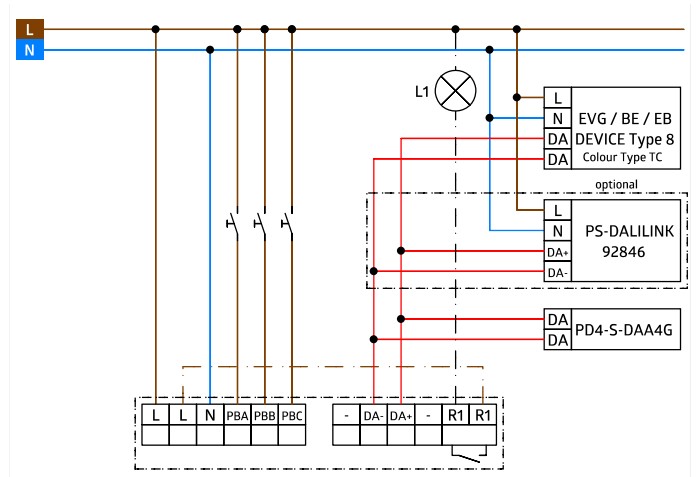 L
N
L1
L
N
DA
DA
EVG / BE / EB
DEVICE Type 8
Colour Type TC
optional
L
N
DA+
DA-
PS-DALILINK
92846
DA
DA
PD4-S-DAA4G
L L N PBA PBB PBC
- DA- DA+ - R1 R1